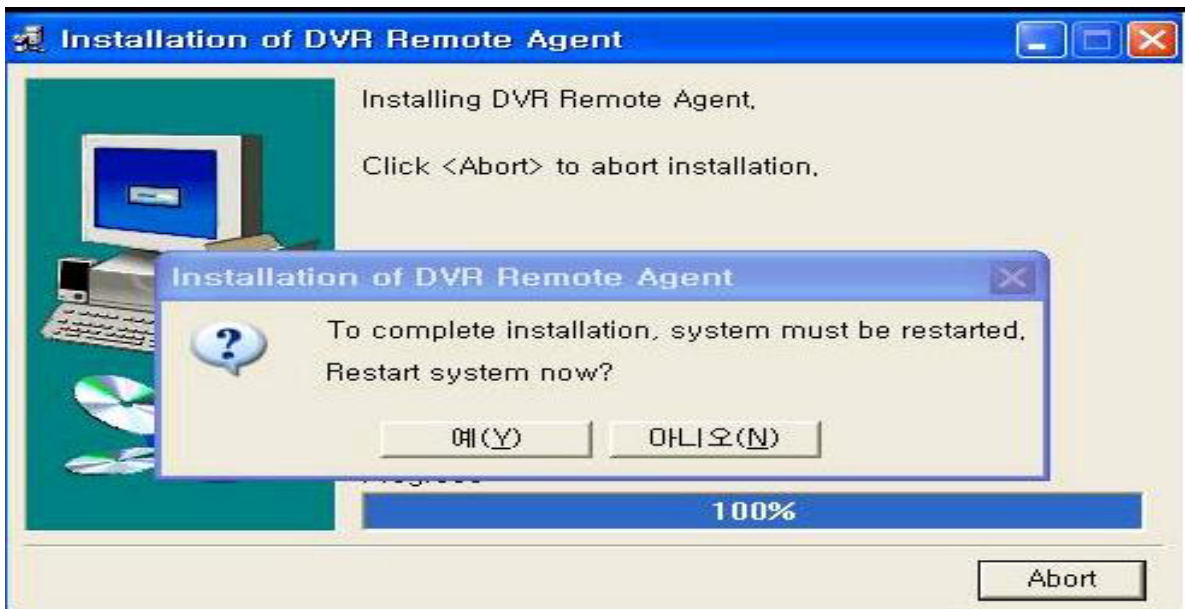 Installation of DVR Remote Agent
Installing DVR Remote Agent,
Click <Abort> to abort installation,
Installation of DVR Remote Agent
To complete installation, system must be restarted,
Restart system now?
예(Y)
아니오(N)
100%
Abort